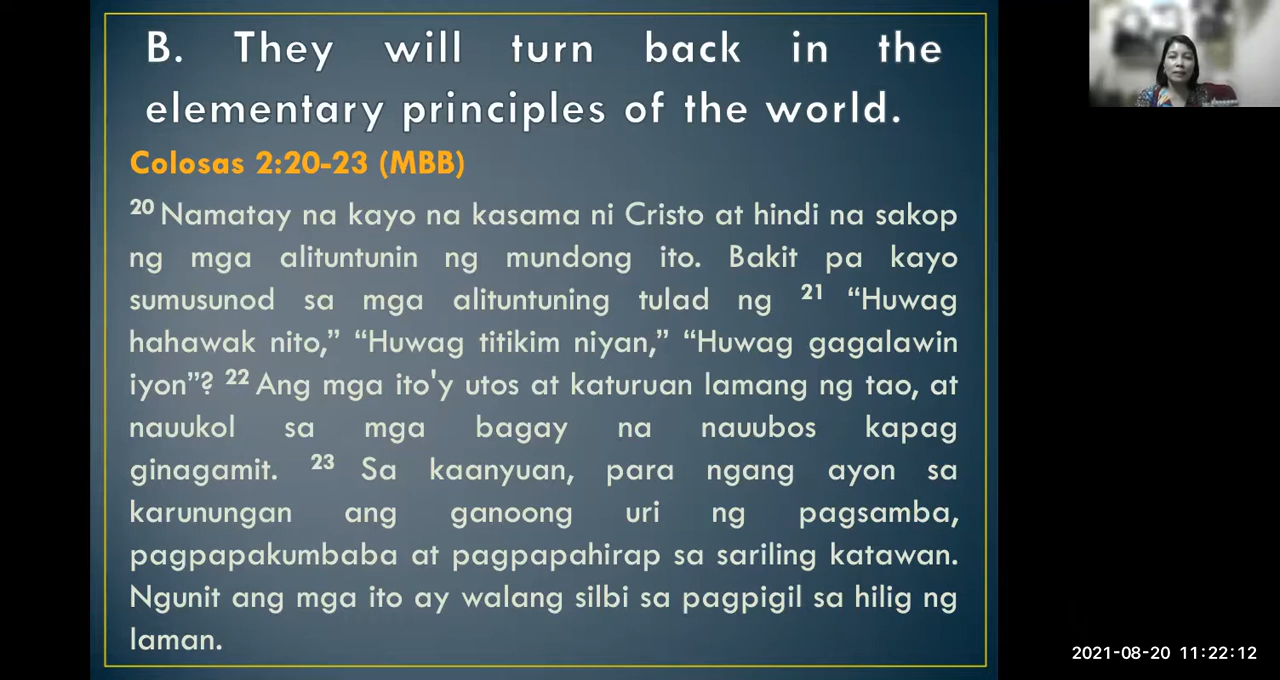 B. They will turn back in the
elementary principles of the world.
Colosas 2:20-23 (MBB)
20 Namatay na kayo na kasama ni Cristo at hindi na sakop
ng mga alituntunin ng mundong ito. Bakit pa kayo
sumusunod sa mga alituntuning tulad ng 21 “Huwag
hahawak nito,” “Huwag titikim niyan,” “Huwag gagalawin
iyon”? 22 Ang mga ito'y utos at katuruan lamang ng tao, at
nauukol sa mga bagay na nauubos kapag
ginagamit. 23 Sa kaanyuan, para ngang ayon sa
karunungan ang ganoong uri ng pagsamba,
pagpapakumbaba at pagpapahirap sa sariling katawan.
Ngunit ang mga ito ay walang silbi sa pagpigil sa hilig ng
laman.
2021-08-20 11:22:12